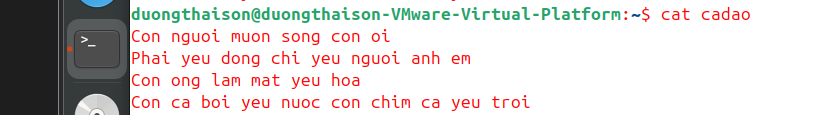 duongthaison@duongthaison-VMware-Virtual-Platform:~$ cat cadao
Con nguoi muon song con oi
Phai yeu dong chi yeu nguoi anh em
Con ong lam mat yeu hoa
Con ca boi yeu nuoc con chim ca yeu troi